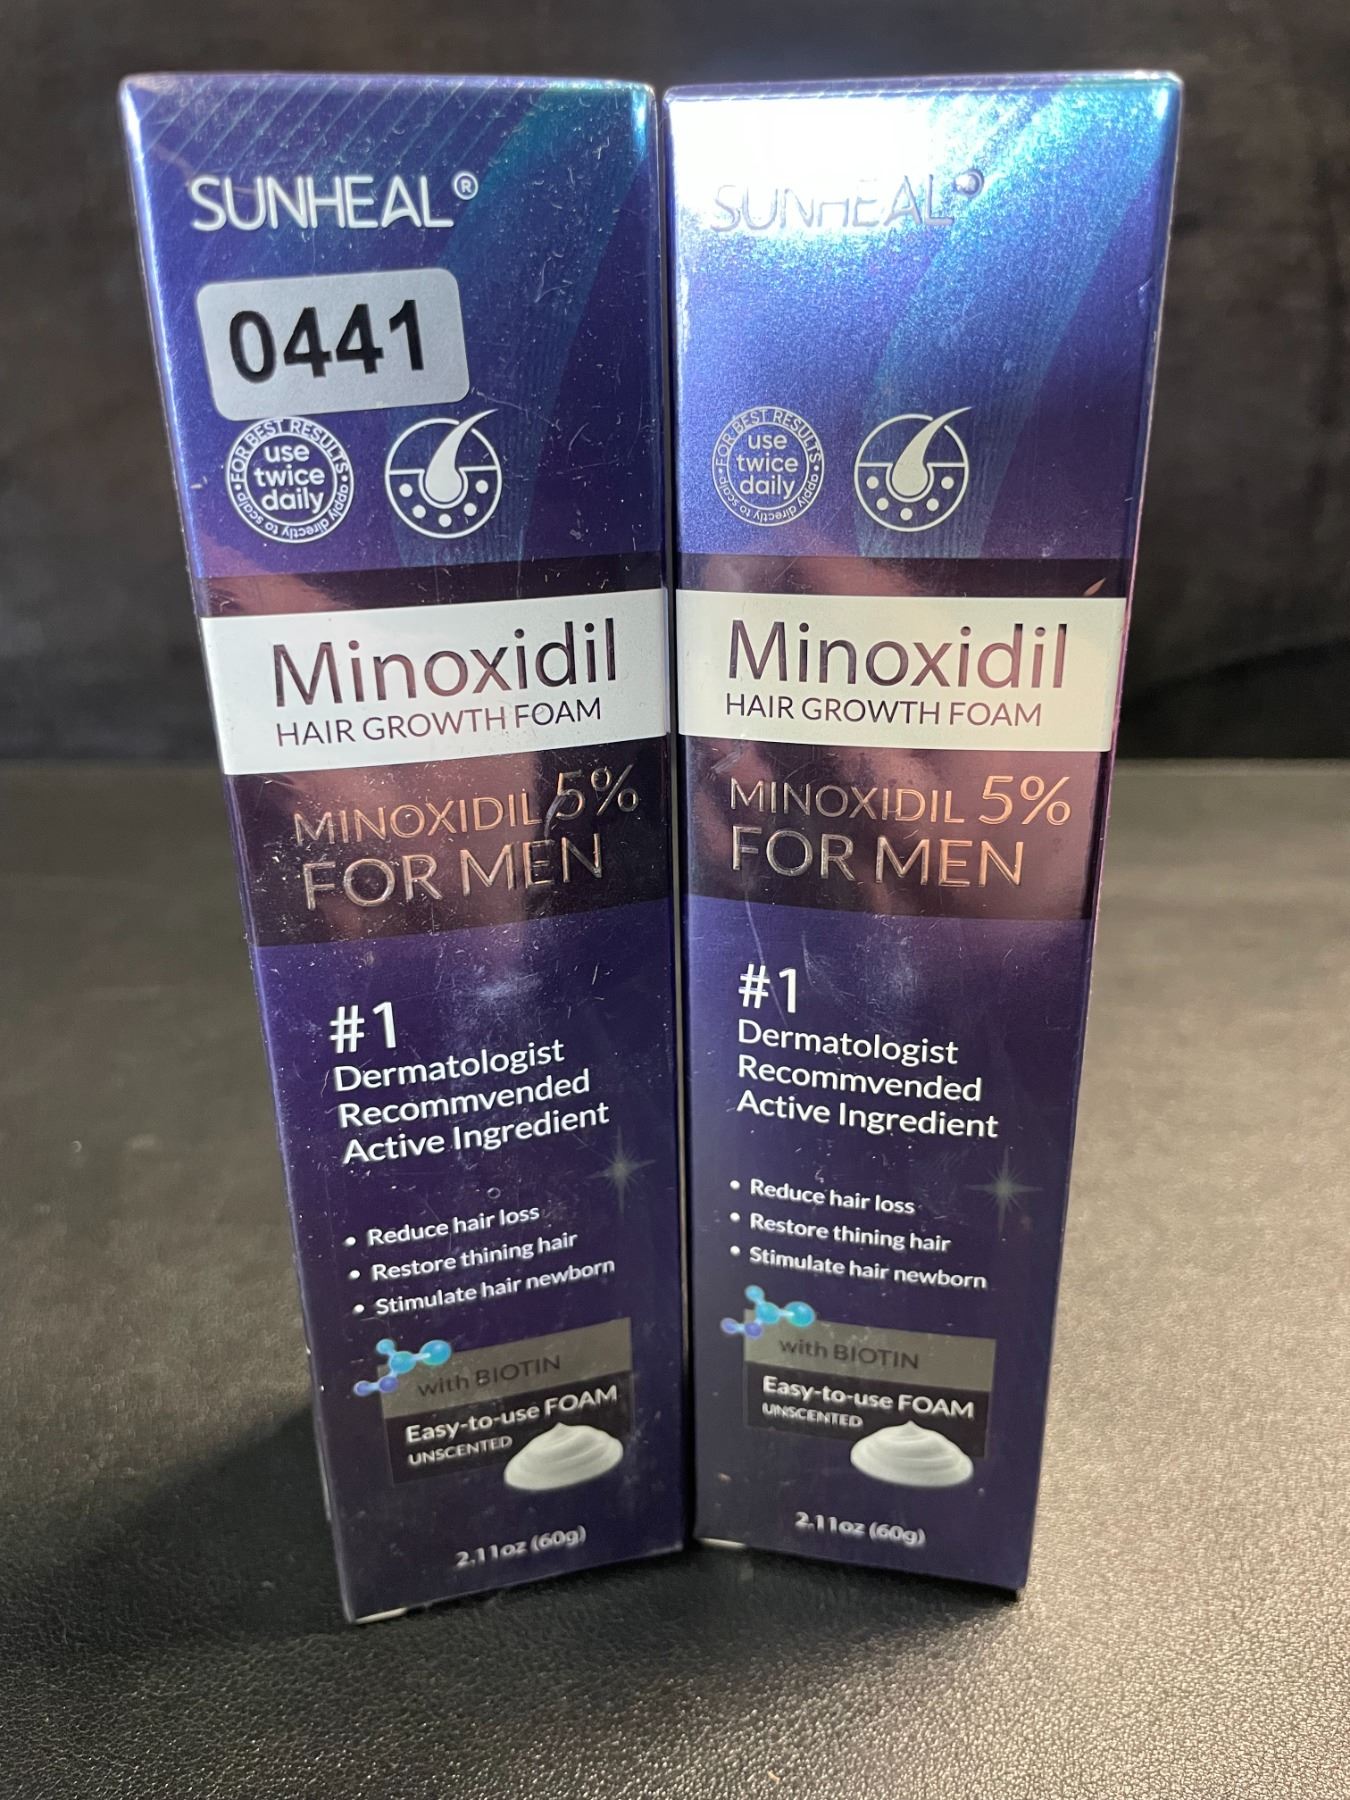 SUNHEAL®
0441
FOR BEST RESULTS
use
twice
daily
apply directly to scalp
Minoxidil
HAIR GROWTH FOAM
MINOXIDIL 5%
FOR MEN
#1
Dermatologist
Recommvended
Active Ingredient
• Reduce hair loss
• Restore thining hair
• Stimulate hair newborn
with BIOTIN
Easy-to-use FOAM
UNSCENTED
2.11oz (60g)
SUNHEAL®
FOR BEST RESULTS
use
twice
daily
apply directly to scalp
Minoxidil
HAIR GROWTH FOAM
MINOXIDIL 5%
FOR MEN
#1
Dermatologist
Recommvended
Active Ingredient
• Reduce hair loss
• Restore thining hair
• Stimulate hair newborn
with BIOTIN
Easy-to-use FOAM
UNSCENTED
2.11oz (60g)